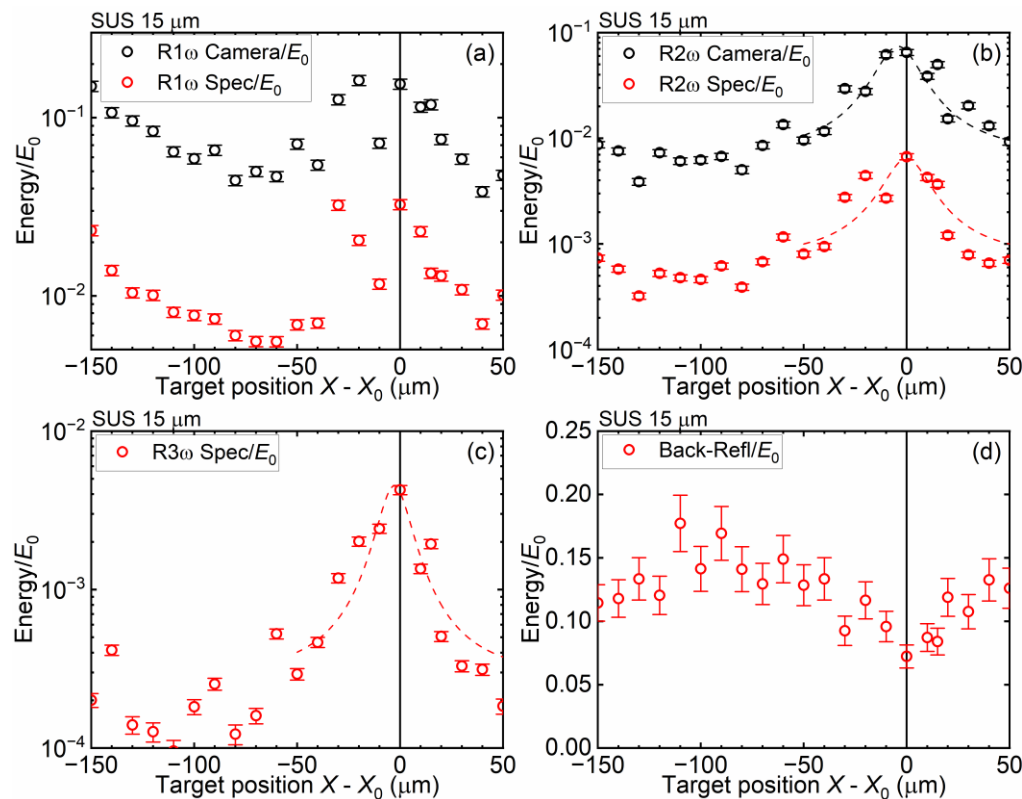 SUS 15 μm
R1ω Camera/E₀
R1ω Spec/E₀
(a)
10⁻¹
10⁻²
Energy/E₀
−150
−100
−50
0
50
Target position X - X₀ (μm)
SUS 15 μm
R2ω Camera/E₀
R2ω Spec/E₀
(b)
10⁻¹
10⁻²
10⁻³
10⁻⁴
Energy/E₀
−150
−100
−50
0
50
Target position X - X₀ (μm)
SUS 15 μm
R3ω Spec/E₀
(c)
10⁻²
10⁻³
10⁻⁴
Energy/E₀
−150
−100
−50
0
50
Target position X - X₀ (μm)
SUS 15 μm
Back-Refl/E₀
(d)
0.25
0.20
0.15
0.10
0.05
0.00
Energy/E₀
−150
−100
−50
0
50
Target position X - X₀ (μm)